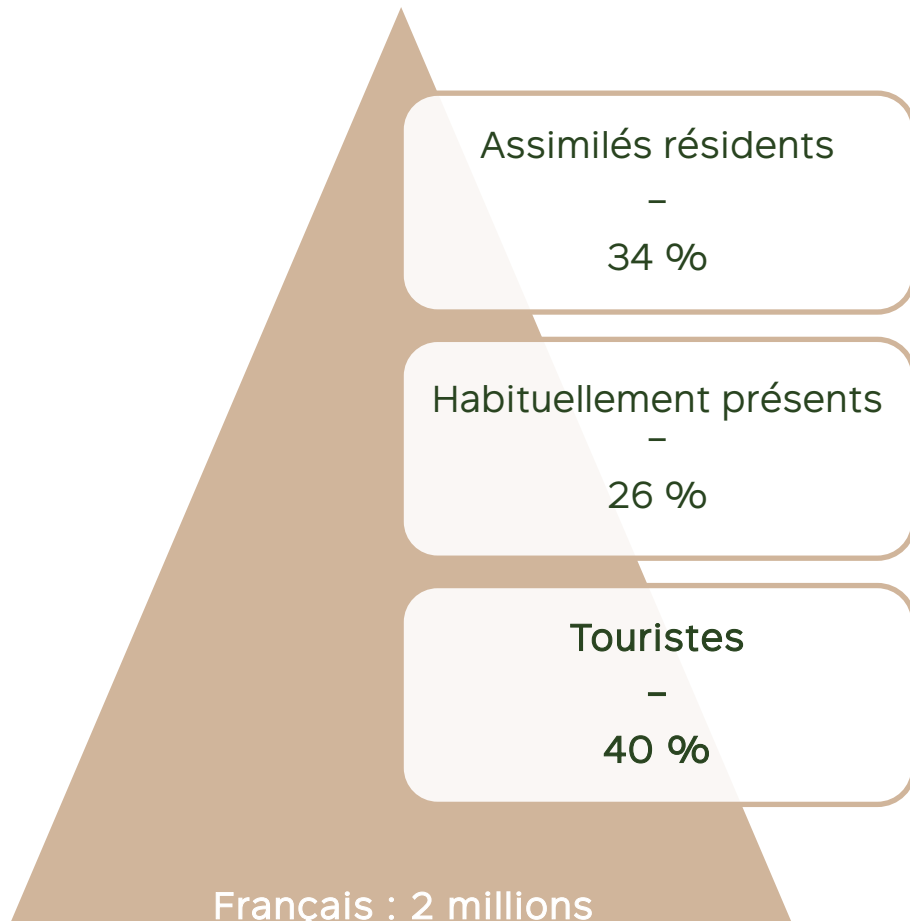 Assimilés résidents
–
34 %
Habituellement présents
–
26 %
Touristes
–
40 %
Français : 2 millions